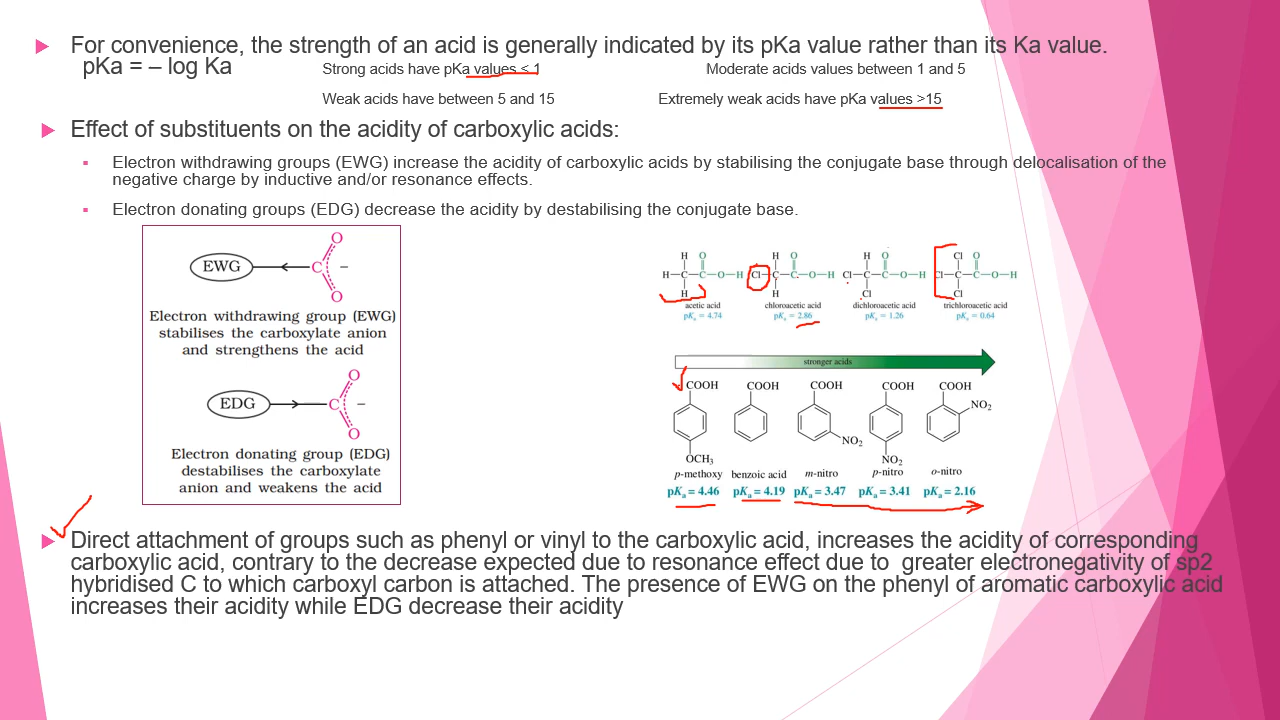 For convenience, the strength of an acid is generally indicated by its pKa value rather than its Ka value.
pKa = – log Ka
Strong acids have pKa values < 1
Moderate acids values between 1 and 5
Weak acids have between 5 and 15
Extremely weak acids have pKa values >15
Effect of substituents on the acidity of carboxylic acids:
Electron withdrawing groups (EWG) increase the acidity of carboxylic acids by stabilising the conjugate base through delocalisation of the
negative charge by inductive and/or resonance effects.
Electron donating groups (EDG) decrease the acidity by destabilising the conjugate base.
O
EWG C –
O
Electron withdrawing group (EWG)
stabilises the carboxylate anion
and strengthens the acid
O
EDG C –
O
Electron donating group (EDG)
destabilises the carboxylate
anion and weakens the acid
H O H O H O Cl O
H–C–C–O–H Cl–C–C–O–H Cl–C–C–O–H Cl–C–C–O–H
H H Cl Cl
acetic acid chloroacetic acid dichloroacetic acid trichloroacetic acid
pKa = 4.74 pKa = 2.86 pKa = 1.26 pKa = 0.64
stronger acids
COOH COOH COOH COOH COOH
NO2
NO2
OCH3 NO2
p-methoxy benzoic acid m-nitro p-nitro o-nitro
pKa = 4.46 pKa = 4.19 pKa = 3.47 pKa = 3.41 pKa = 2.16
Direct attachment of groups such as phenyl or vinyl to the carboxylic acid, increases the acidity of corresponding
carboxylic acid, contrary to the decrease expected due to resonance effect due to greater electronegativity of sp2
hybridised C to which carboxyl carbon is attached. The presence of EWG on the phenyl of aromatic carboxylic acid
increases their acidity while EDG decrease their acidity